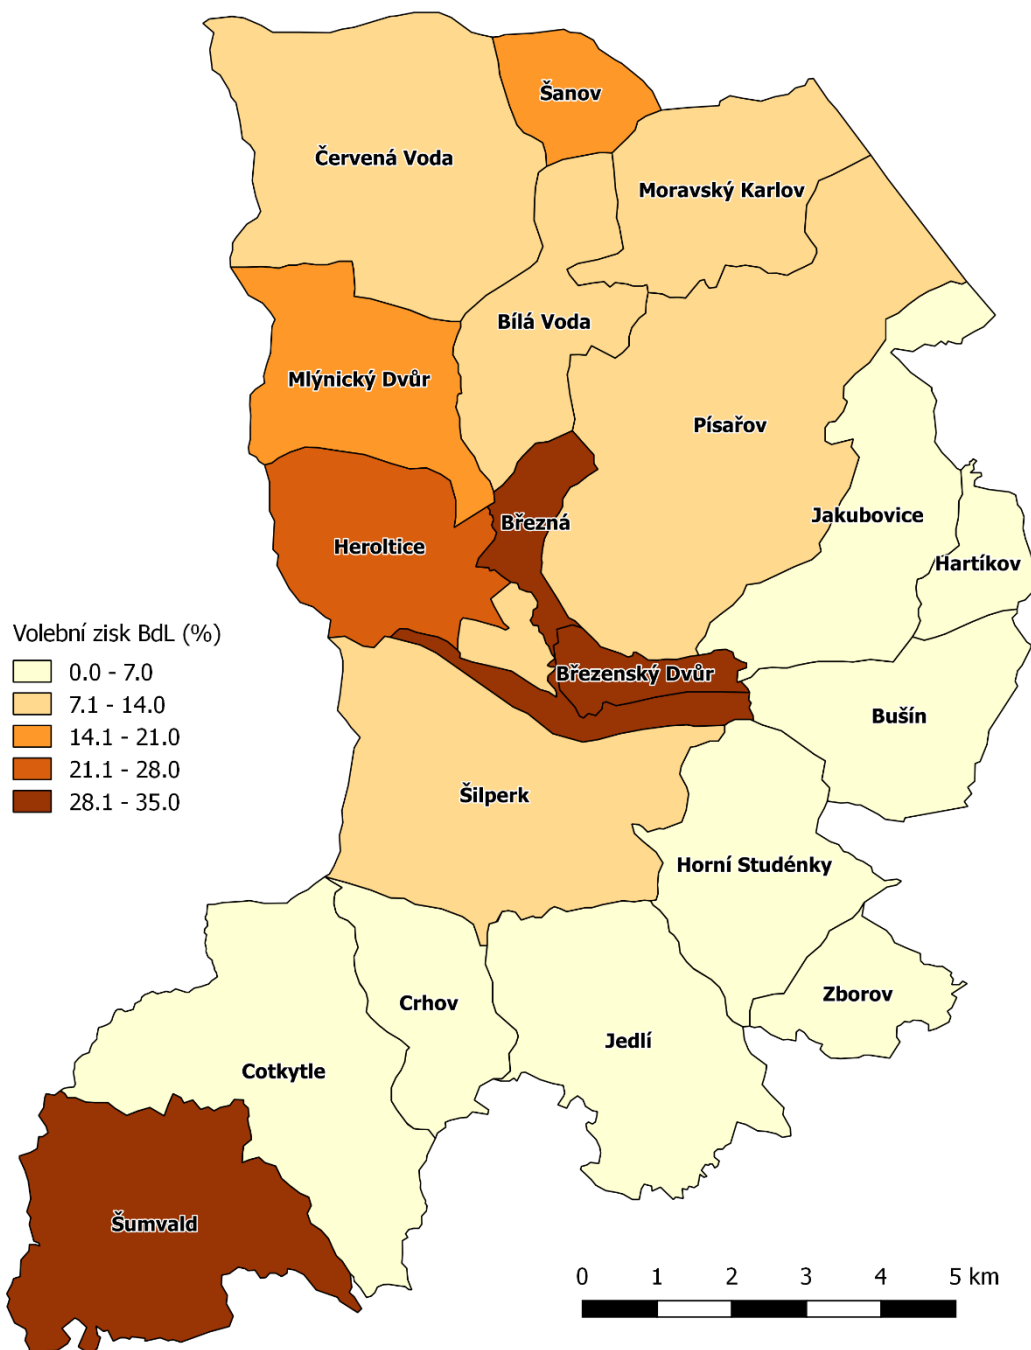 Šanov
Červená Voda
Moravský Karlov
Bílá Voda
Mlýnický Dvůr
Písařov
Jakubovice
Březná
Heroltice
Hartíkov
Volební zisk BdL (%)
0.0 - 7.0
7.1 - 14.0
14.1 - 21.0
21.1 - 28.0
28.1 - 35.0
Březenský Dvůr
Bušín
Šilperk
Horní Studénky
Zborov
Crhov
Jedlí
Cotkytle
Šumvald
0 1 2 3 4 5 km